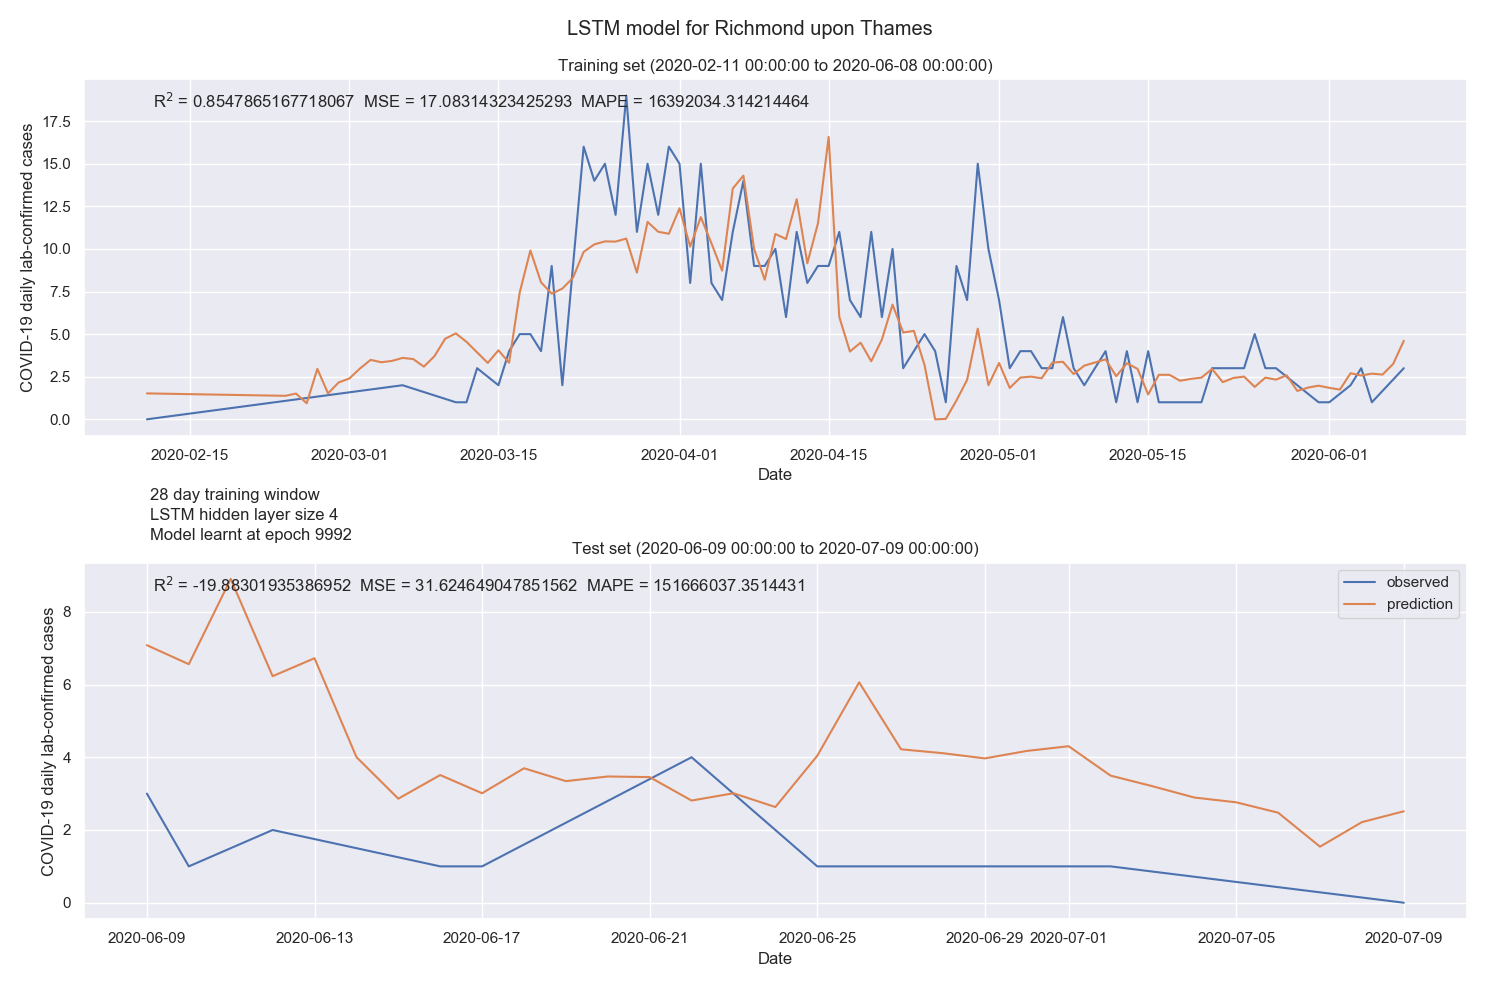 LSTM model for Richmond upon Thames
Training set (2020-02-11 00:00:00 to 2020-06-08 00:00:00)
R² = 0.8547865167718067 MSE = 17.08314323425293 MAPE = 16392034.314214464
COVID-19 daily lab-confirmed cases
17.5
15.0
12.5
10.0
7.5
5.0
2.5
0.0
2020-02-15 2020-03-01 2020-03-15 2020-04-01 2020-04-15 2020-05-01 2020-05-15 2020-06-01
Date
28 day training window
LSTM hidden layer size 4
Model learnt at epoch 9992
Test set (2020-06-09 00:00:00 to 2020-07-09 00:00:00)
R² = -19.88301935386952 MSE = 31.624649047851562 MAPE = 151666037.3514431
observed
prediction
COVID-19 daily lab-confirmed cases
8
6
4
2
0
2020-06-09 2020-06-13 2020-06-17 2020-06-21 2020-06-25 2020-06-29 2020-07-01 2020-07-05 2020-07-09
Date